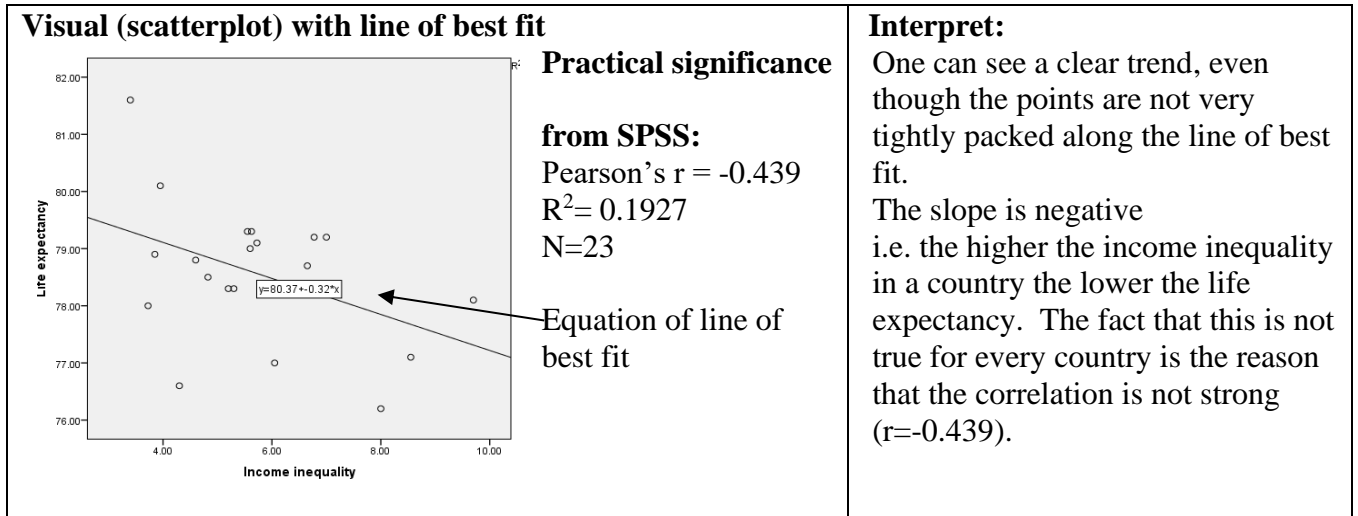 Visual (scatterplot) with line of best fit
R²
82.00
81.00
80.00
79.00
78.00
77.00
76.00
Life expectancy
y=80.37+-0.32*x
4.00 6.00 8.00 10.00
Income inequality
Practical significance
from SPSS:
Pearson’s r = -0.439
R²= 0.1927
N=23
Equation of line of
best fit
Interpret:
One can see a clear trend, even
though the points are not very
tightly packed along the line of best
fit.
The slope is negative
i.e. the higher the income inequality
in a country the lower the life
expectancy.  The fact that this is not
true for every country is the reason
that the correlation is not strong
(r=-0.439).